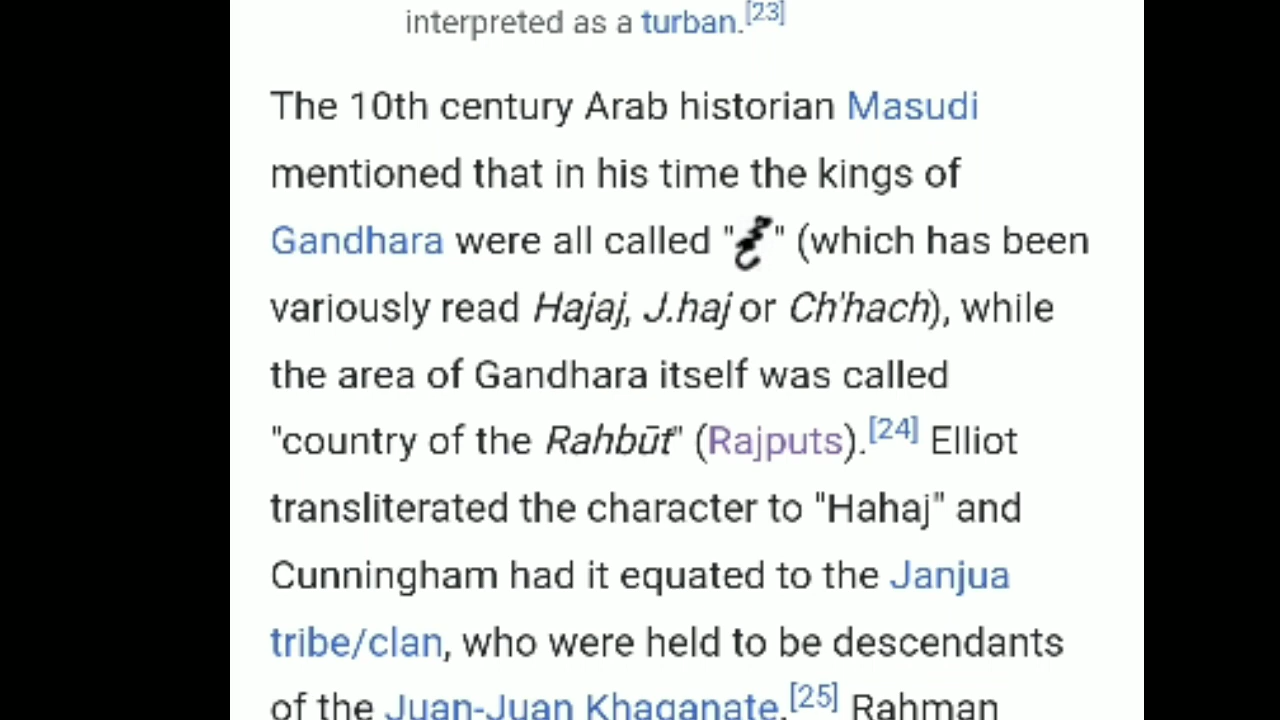 interpreted as a turban.[23]
The 10th century Arab historian Masudi
mentioned that in his time the kings of
Gandhara were all called "" (which has been
variously read Hajaj, J.haj or Ch'hach), while
the area of Gandhara itself was called
"country of the Rahbūt" (Rajputs).[24] Elliot
transliterated the character to "Hahaj" and
Cunningham had it equated to the Janjua
tribe/clan, who were held to be descendants
of the Juan-Juan Khaganate.[25] Rahman